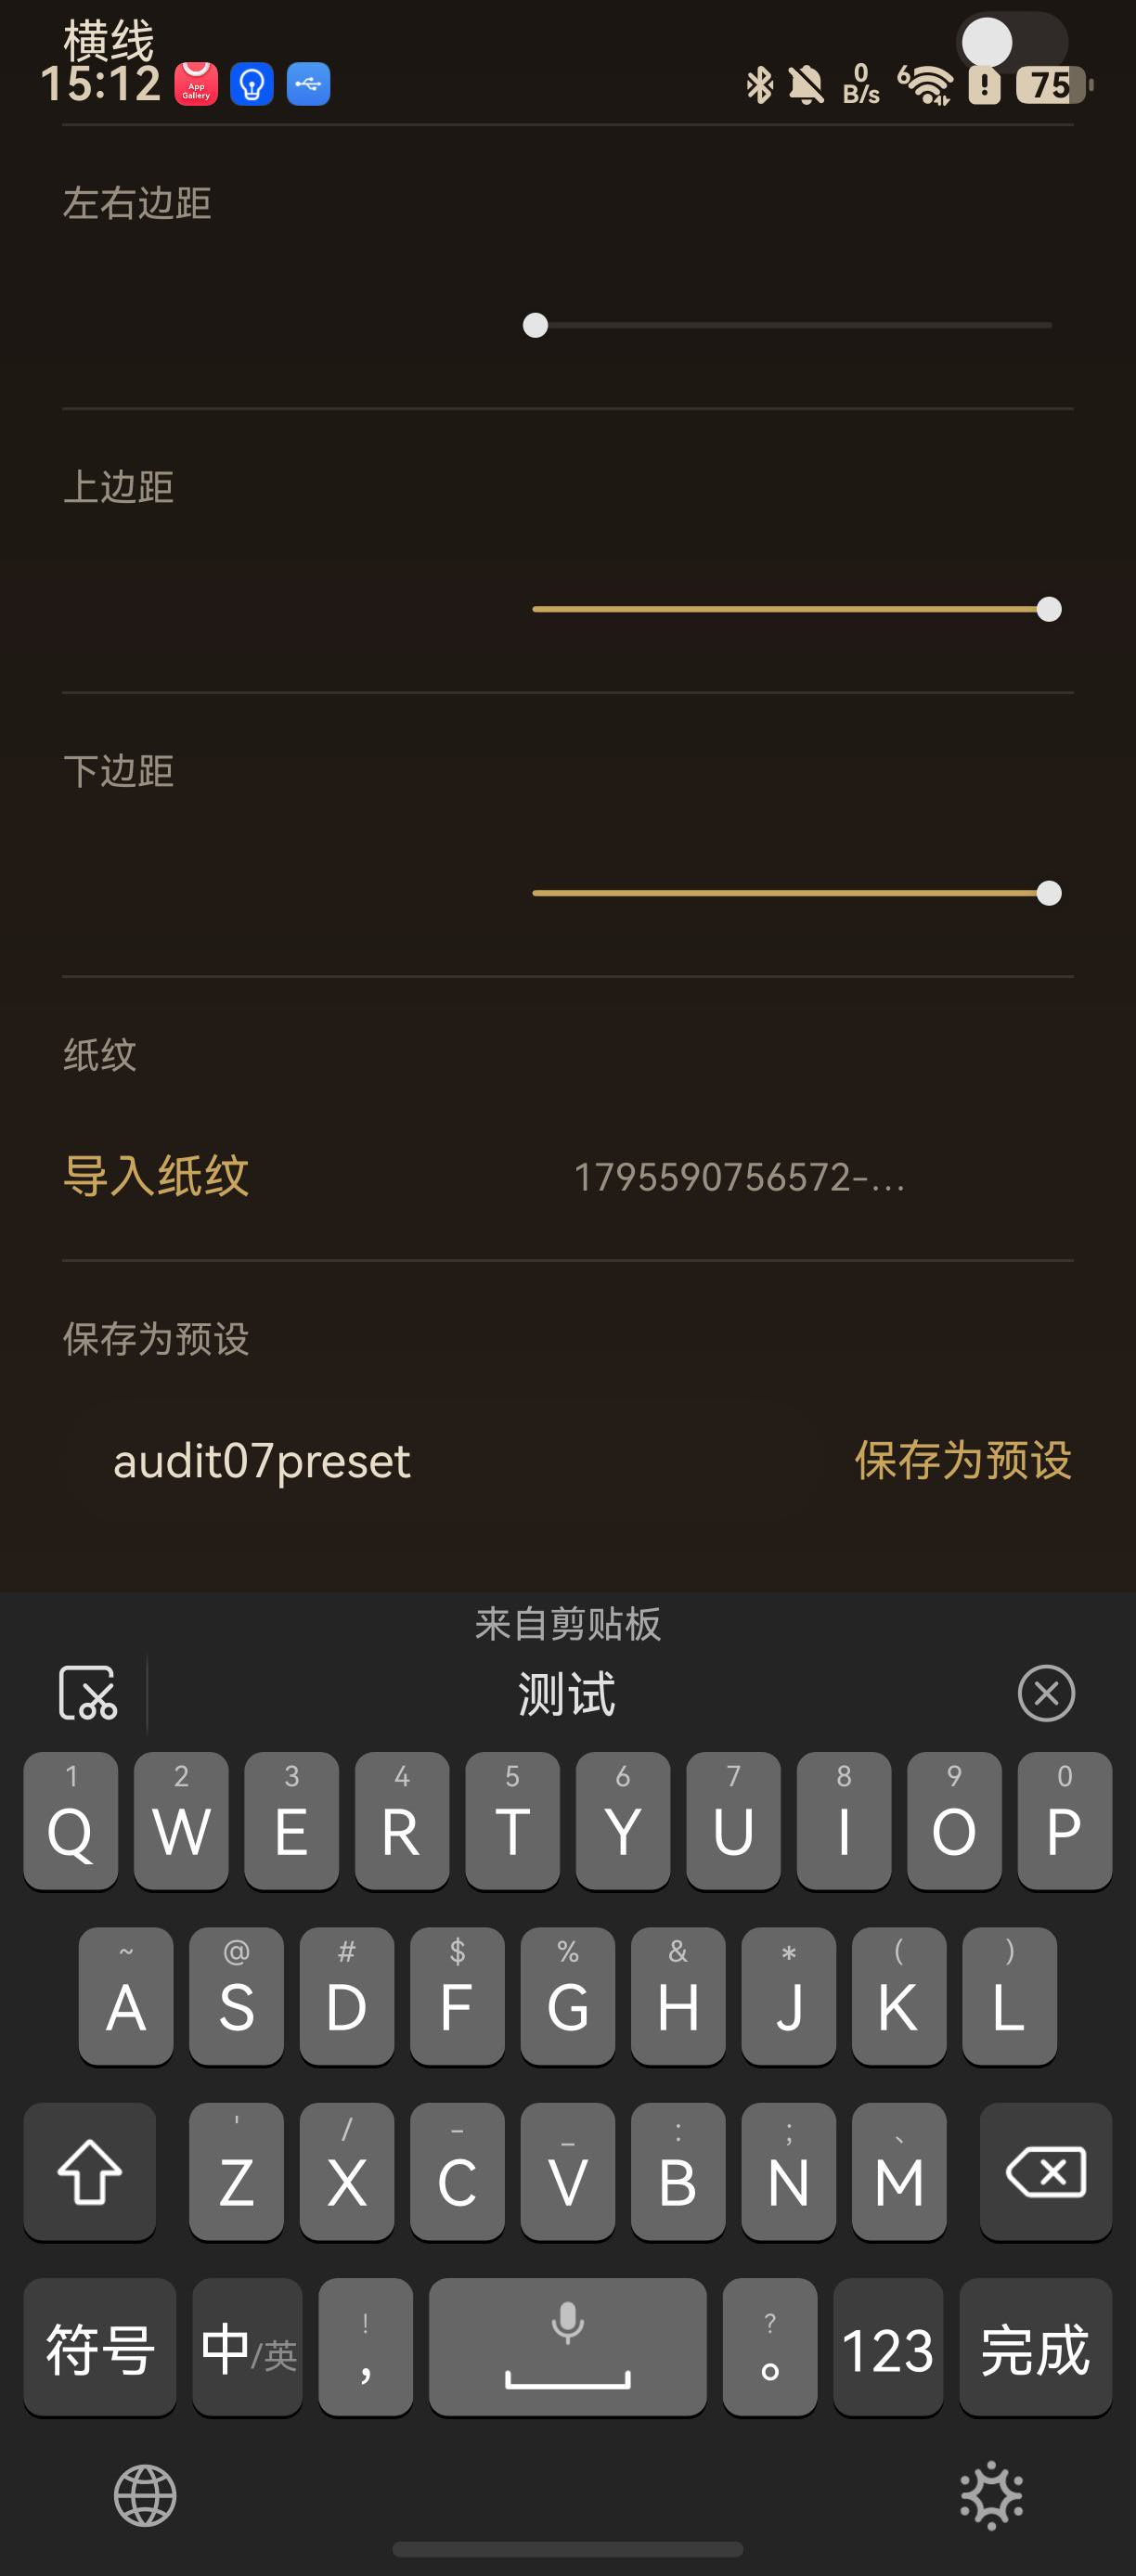 横线
15:12
App
Gallery
0
B/s
6
75
左右边距
上边距
下边距
纸纹
导入纸纹 1795590756572-...
保存为预设
audit07preset 保存为预设
来自剪贴板
测试
1 2 3 4 5 6 7 8 9 0
Q W E R T Y U I O P
~ @ # $ % & * ( )
A S D F G H J K L
' / - _ : ; 、
Z X C V B N M
! ?
符号 中/英 , 。 123 完成